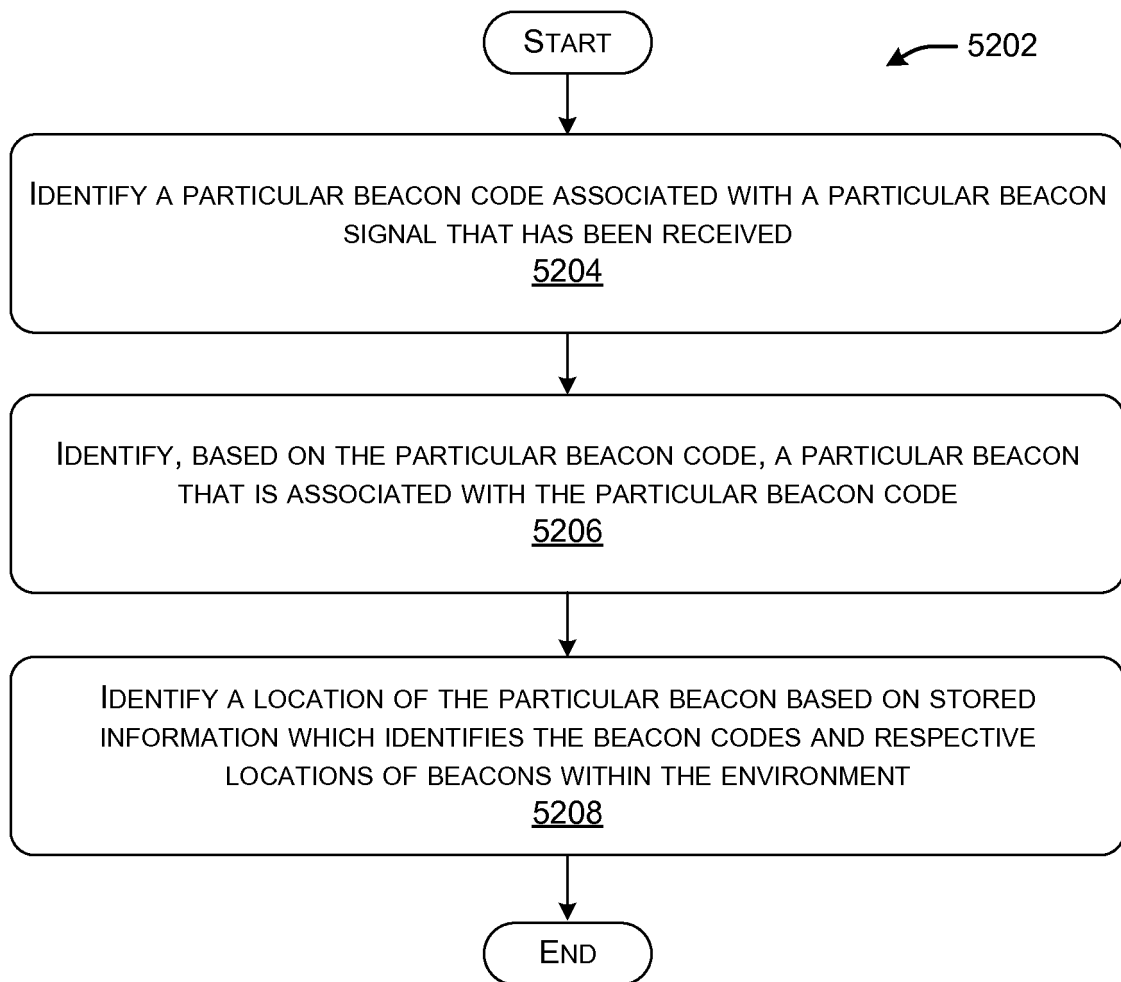 START
5202
IDENTIFY A PARTICULAR BEACON CODE ASSOCIATED WITH A PARTICULAR BEACON
SIGNAL THAT HAS BEEN RECEIVED
5204
IDENTIFY, BASED ON THE PARTICULAR BEACON CODE, A PARTICULAR BEACON
THAT IS ASSOCIATED WITH THE PARTICULAR BEACON CODE
5206
IDENTIFY A LOCATION OF THE PARTICULAR BEACON BASED ON STORED
INFORMATION WHICH IDENTIFIES THE BEACON CODES AND RESPECTIVE
LOCATIONS OF BEACONS WITHIN THE ENVIRONMENT
5208
END